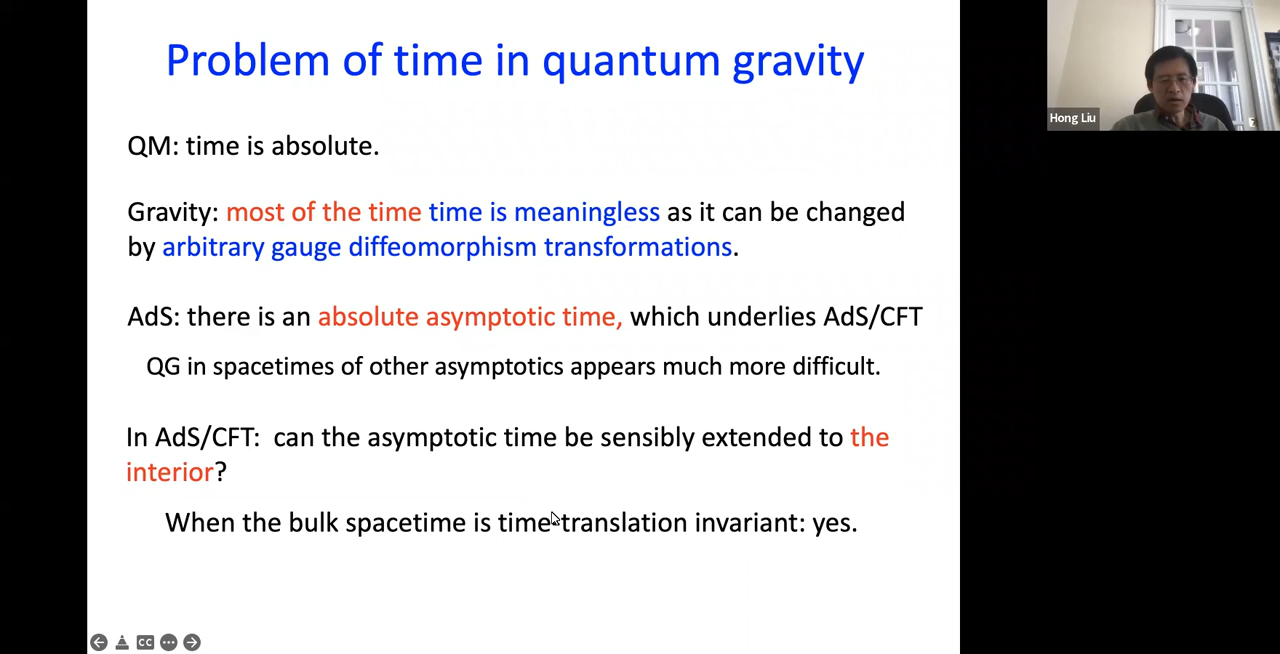 Problem of time in quantum gravity
Hong Liu
QM: time is absolute.
Gravity: most of the time time is meaningless as it can be changed
by arbitrary gauge diffeomorphism transformations.
AdS: there is an absolute asymptotic time, which underlies AdS/CFT
QG in spacetimes of other asymptotics appears much more difficult.
In AdS/CFT: can the asymptotic time be sensibly extended to the
interior?
When the bulk spacetime is time translation invariant: yes.
CC